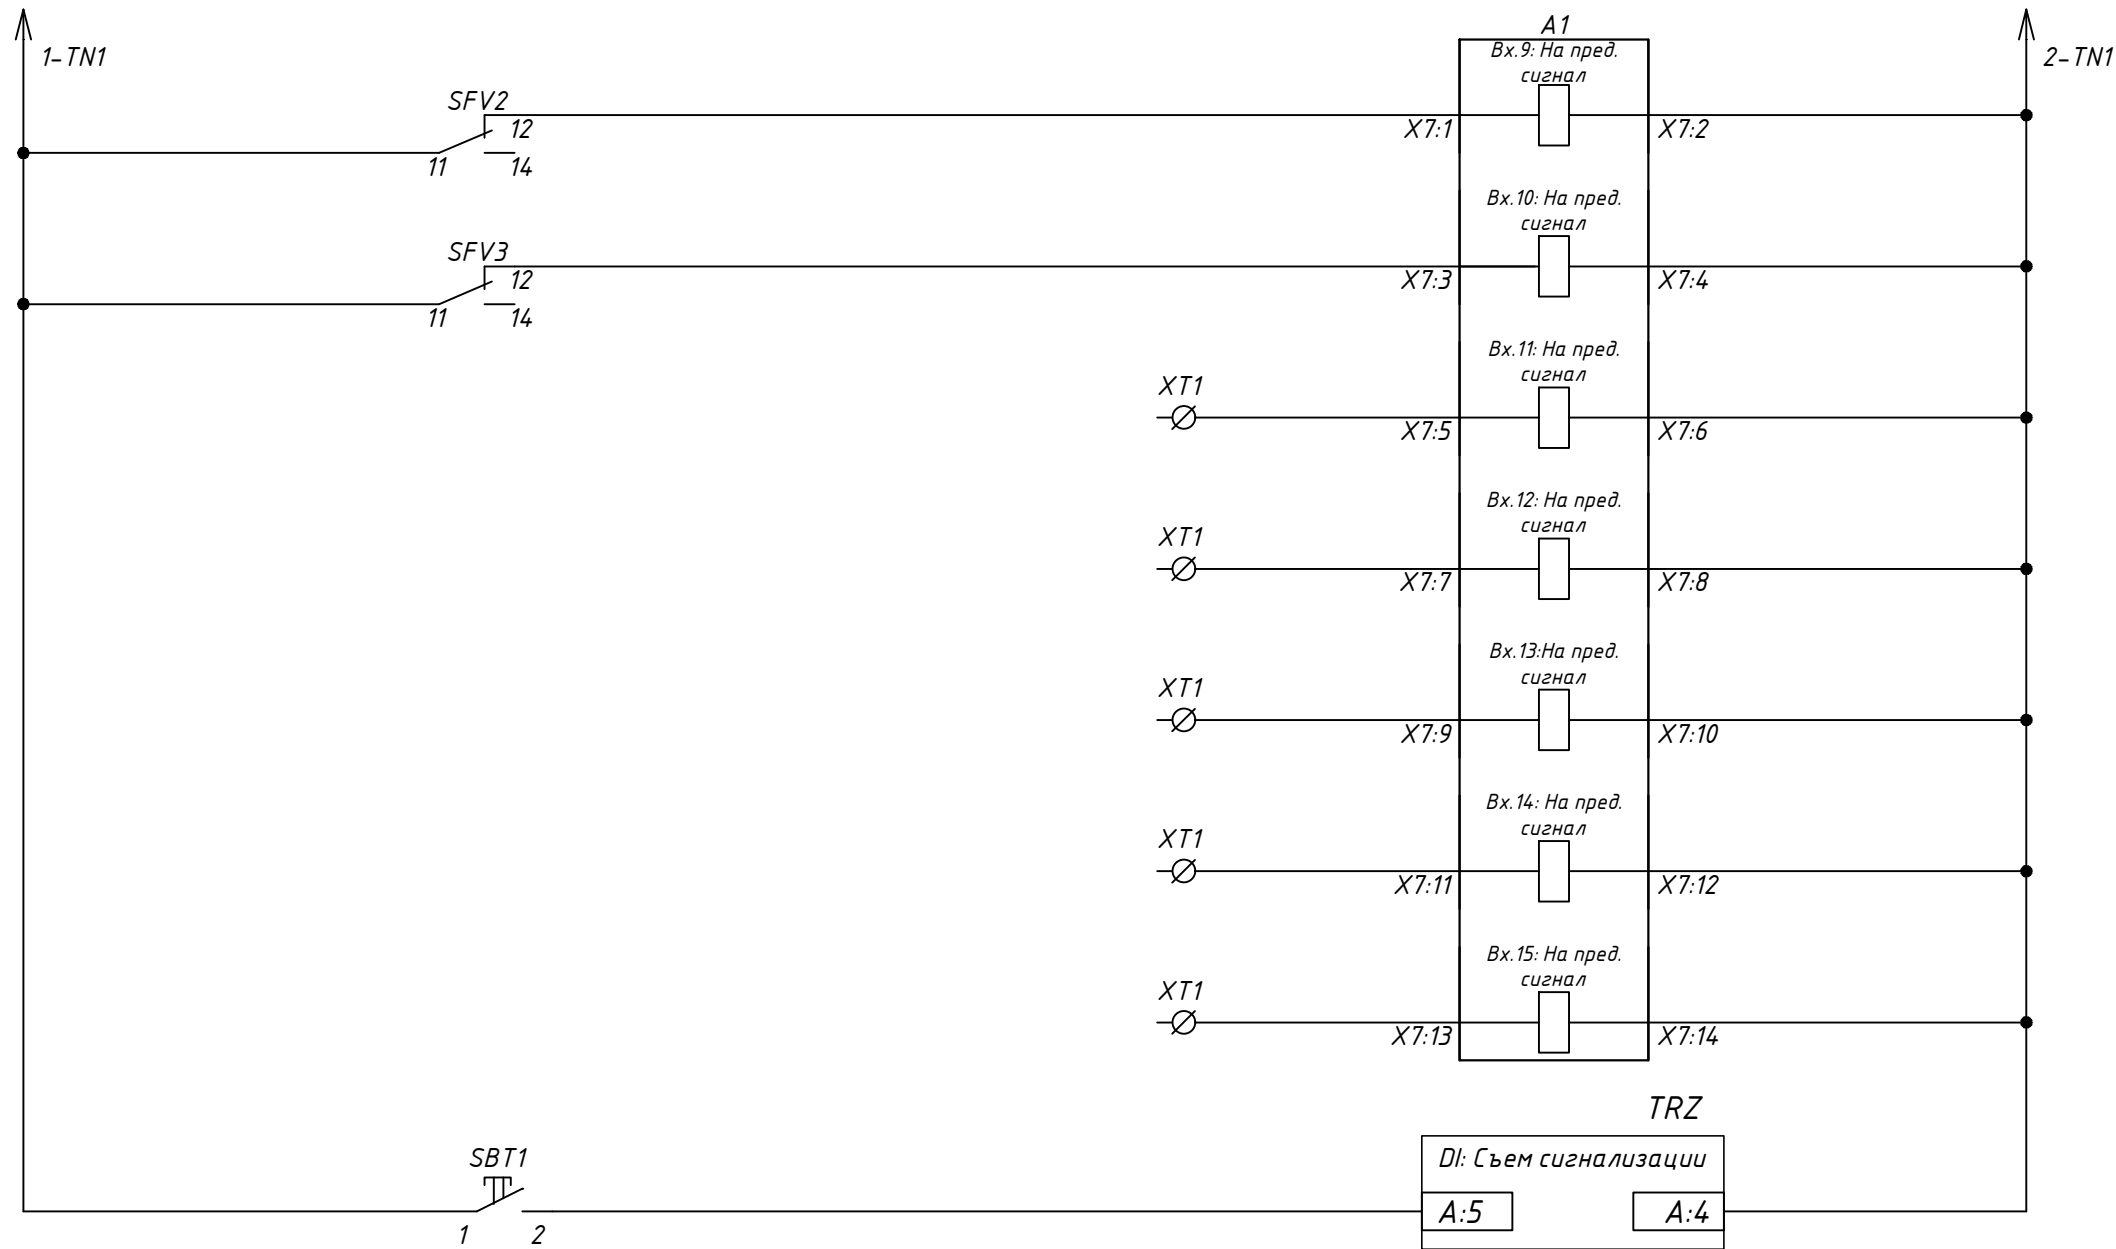 A1
1-TN1
Вх.9: На пред.
сигнал
2-TN1
SFV2
12
X7:1
X7:2
11
14
Вх.10: На пред.
сигнал
SFV3
12
X7:3
X7:4
11
14
Вх.11: На пред.
сигнал
XT1
X7:5
X7:6
Вх.12: На пред.
сигнал
XT1
X7:7
X7:8
Вх.13:На пред.
сигнал
XT1
X7:9
X7:10
Вх.14: На пред.
сигнал
XT1
X7:11
X7:12
Вх.15: На пред.
сигнал
XT1
X7:13
X7:14
TRZ
SBT1
DI: Съем сигнализации
A:5
A:4
1
2